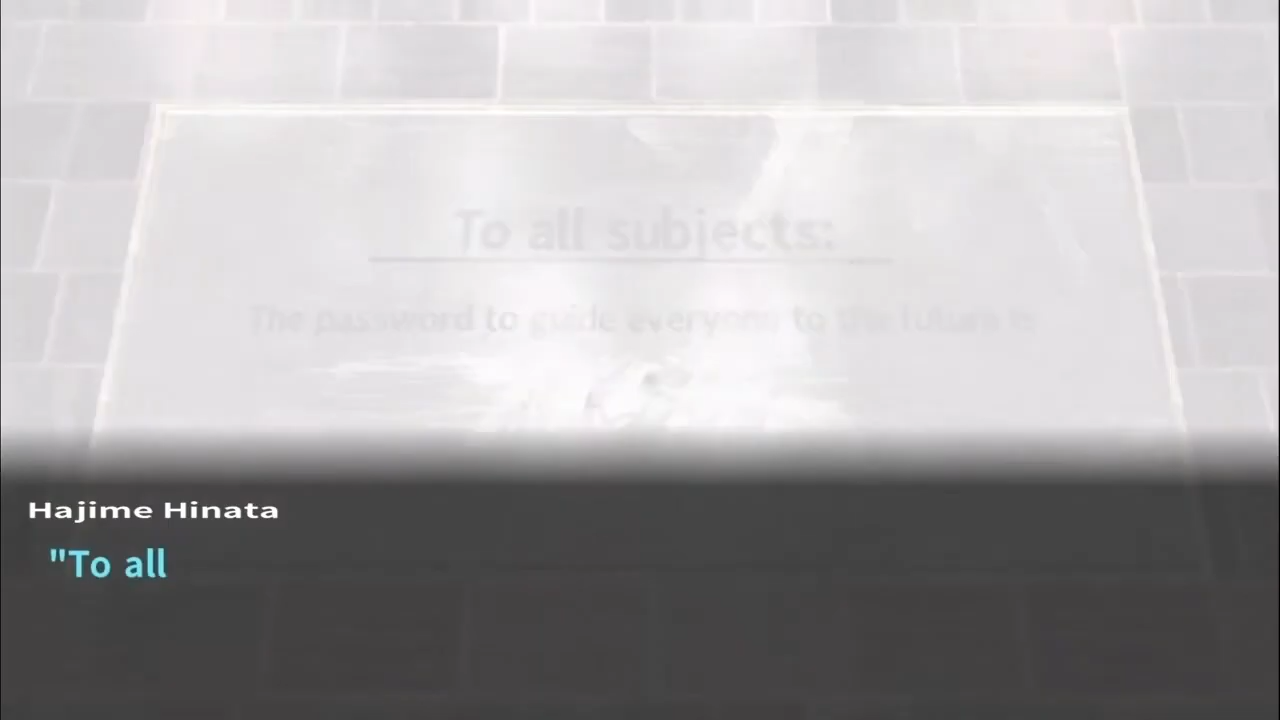 To all subjects:
The password to guide everyone to the future is
Hajime Hinata
"To all